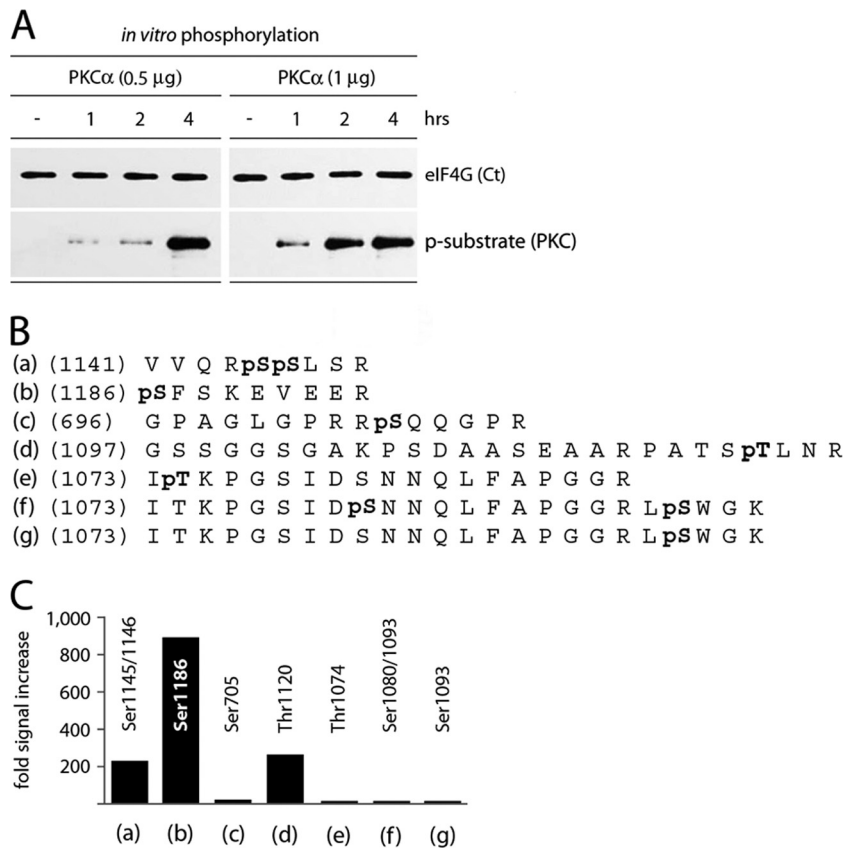 A
in vitro phosphorylation
PKCα (0.5 μg) PKCα (1 μg)
- 1 2 4 - 1 2 4 hrs
eIF4G (Ct)
p-substrate (PKC)
B
(a) (1141) V V Q R pS pS L S R
(b) (1186) pS F S K E V E E R
(c) (696) G P A G L G P R R pS Q Q G P R
(d) (1097) G S S G G S G A K P S D A A S E A A R P A T S pT L N R
(e) (1073) I pT K P G S I D S N N Q L F A P G G R
(f) (1073) I T K P G S I D pS N N Q L F A P G G R L pS W G K
(g) (1073) I T K P G S I D S N N Q L F A P G G R L pS W G K
C
fold signal increase
1,000
800
600
400
200
Ser1145/1146
Ser1186
Ser705
Thr1120
Thr1074
Ser1080/1093
Ser1093
(a) (b) (c) (d) (e) (f) (g)